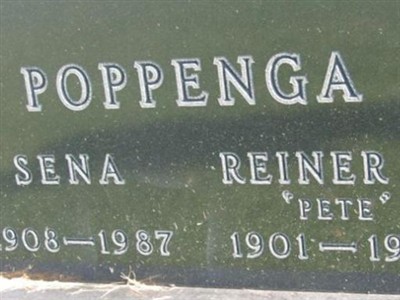 POPPENGA
SENA REINER
"PETE"
1908—1987 1901—19